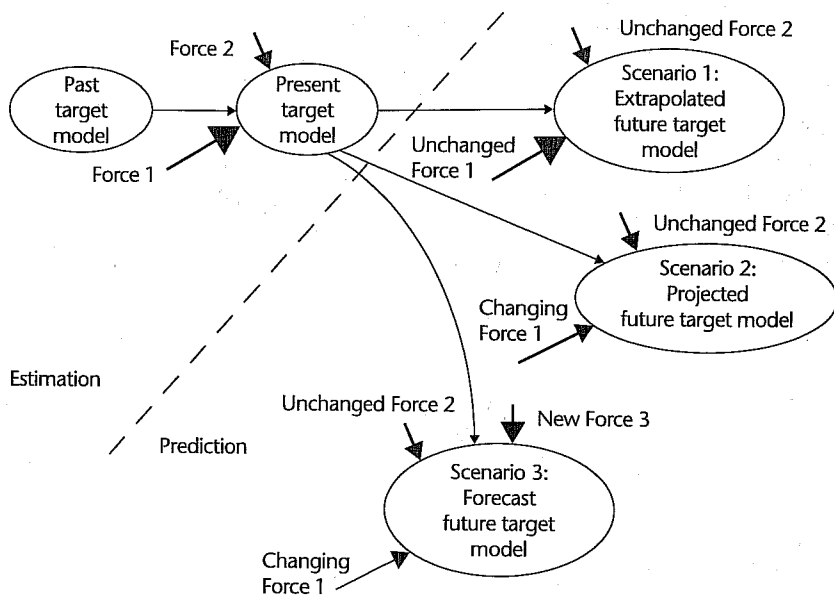 Force 2
Past
target
model
Present
target
model
Force 1
Unchanged Force 2
Scenario 1:
Extrapolated
future target
model
Unchanged
Force 1
Unchanged Force 2
Scenario 2:
Projected
future target model
Changing
Force 1
Estimation
Prediction
Unchanged Force 2
New Force 3
Scenario 3:
Forecast
future target
model
Changing
Force 1